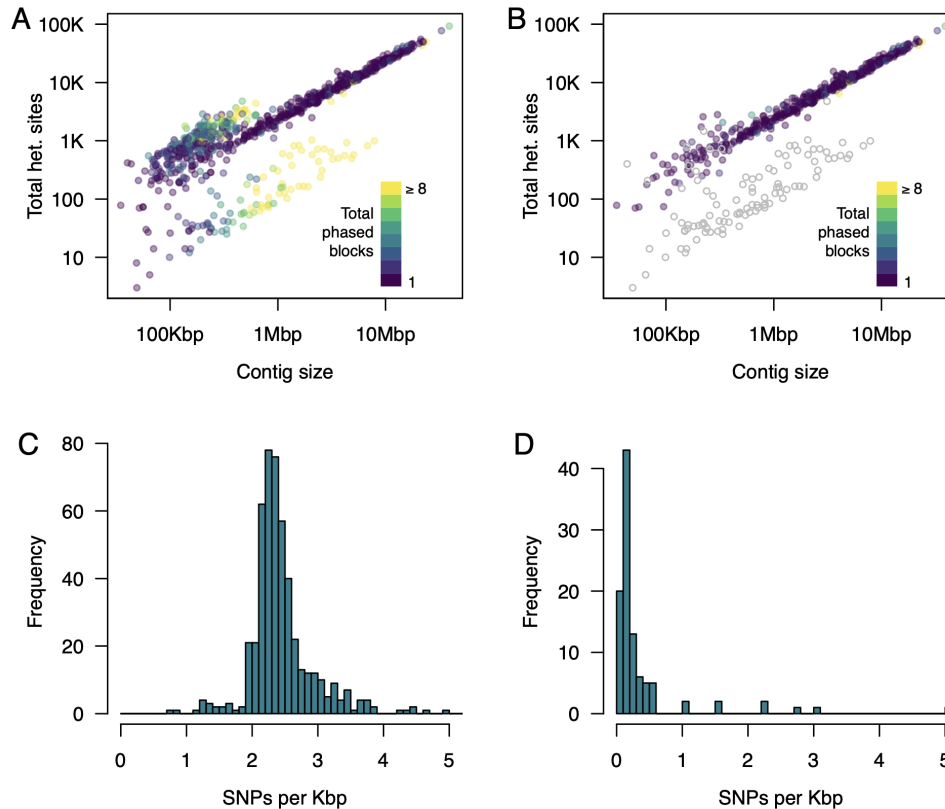 A
100K
10K
1K
100
10
Total het. sites
≥ 8
Total
phased
blocks
1
100Kbp
1Mbp
10Mbp
Contig size
B
100K
10K
1K
100
10
Total het. sites
≥ 8
Total
phased
blocks
1
100Kbp
1Mbp
10Mbp
Contig size
C
80
60
40
20
0
Frequency
0 1 2 3 4 5
SNPs per Kbp
D
40
30
20
10
0
Frequency
0 1 2 3 4 5
SNPs per Kbp